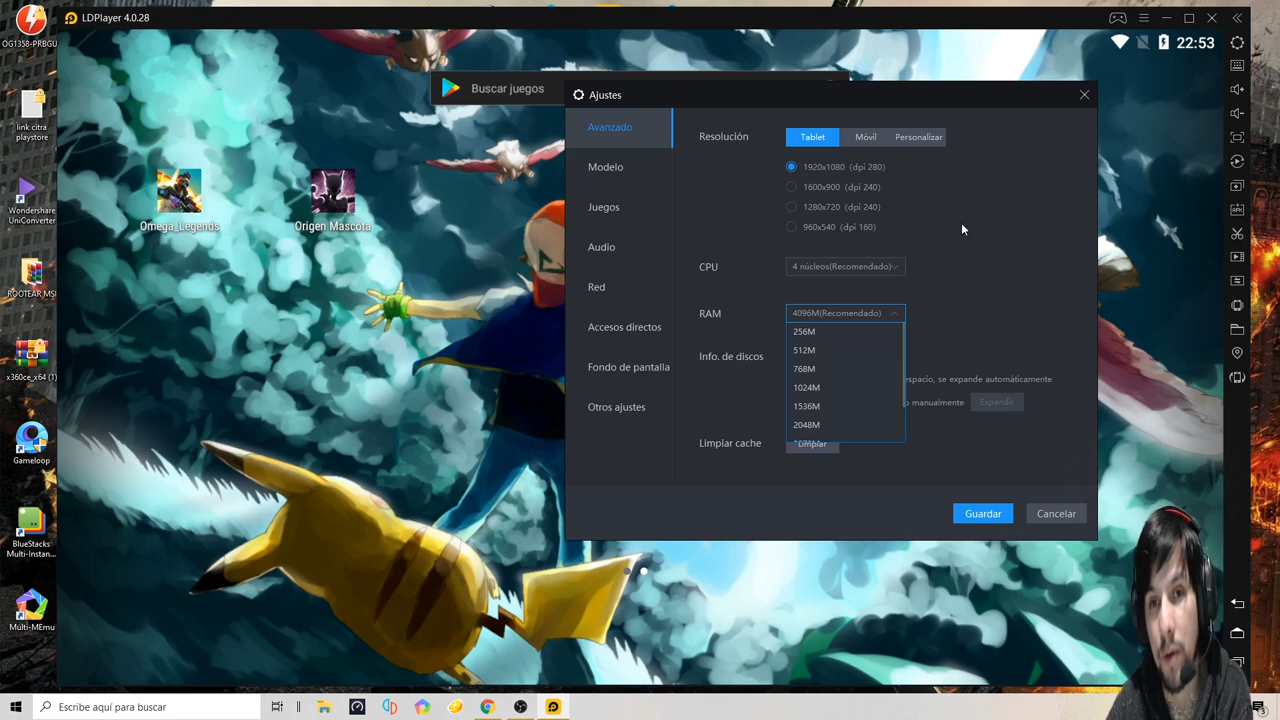 OG1358-PRBGU
link citra
playstore
Wondershare
UniConverter
ROOTEAR MSI
x360ce_x64 (1)
Gameloop
BlueStacks
Multi-Instan...
Multi-MEmu
LDPlayer 4.0.28
22:53
Buscar juegos
Omega_Legends
Origen Mascota
Ajustes
Avanzado
Modelo
Juegos
Audio
Red
Accesos directos
Fondo de pantalla
Otros ajustes
Resolución
Tablet
Móvil
Personalizar
1920x1080 (dpi 280)
1600x900 (dpi 240)
1280x720 (dpi 240)
960x540 (dpi 160)
CPU
4 núcleos(Recomendado)
RAM
4096M(Recomendado)
256M
512M
768M
1024M
1536M
2048M
Info. de discos
espacio, se expande automáticamente
o manualmente
Expandir
Limpiar cache
Limpiar
Guardar
Cancelar
APK
Escribe aquí para buscar
3